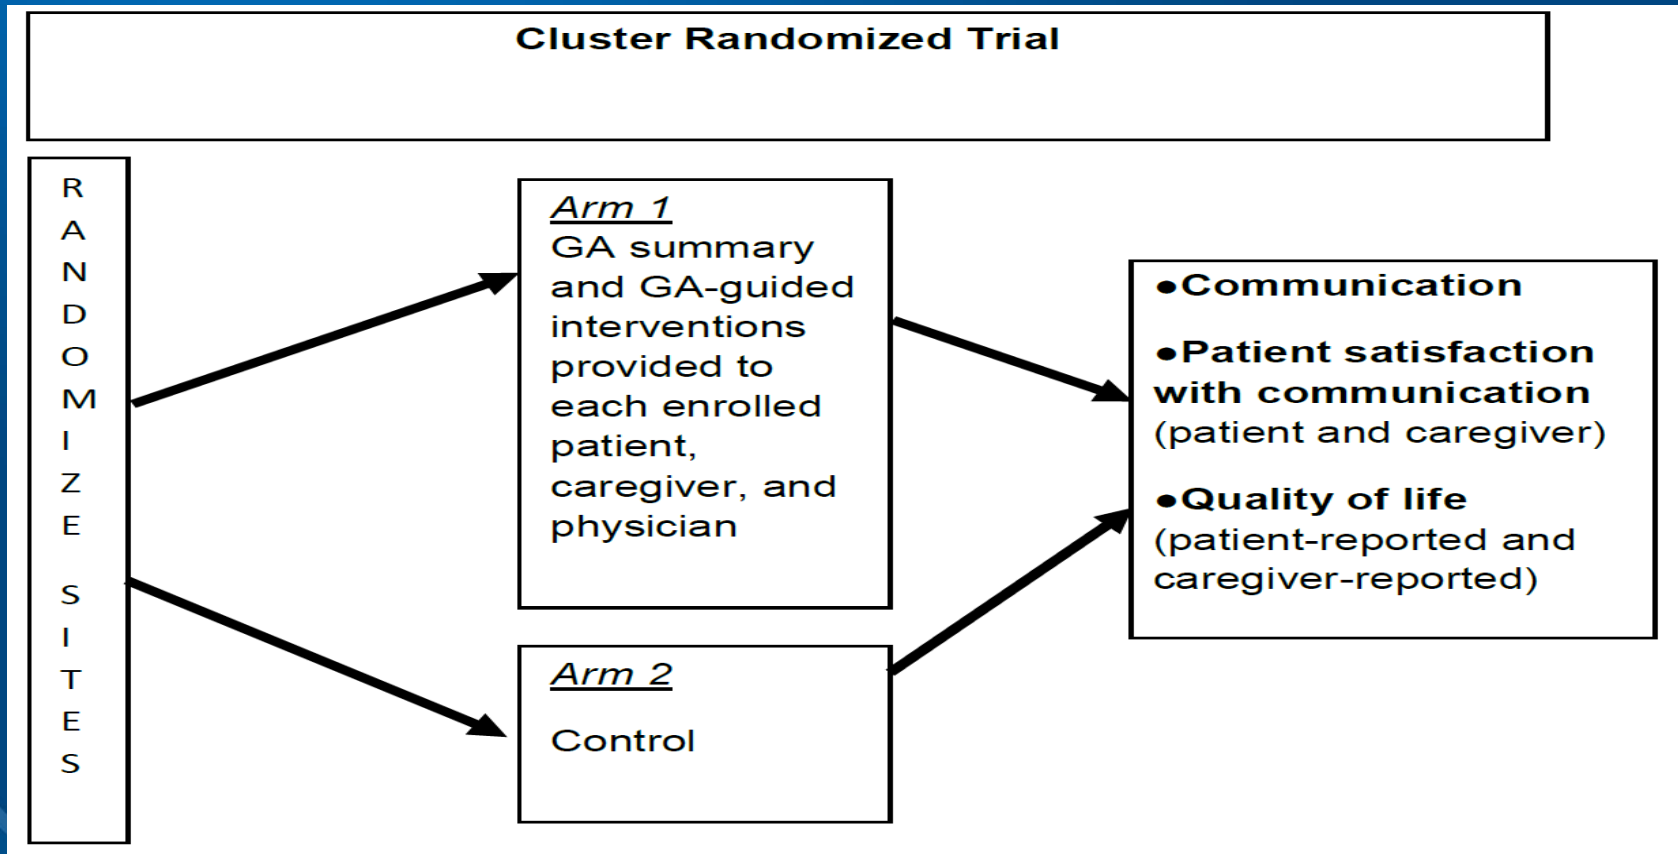 Cluster Randomized Trial
R
A
N
D
O
M
I
Z
E
S
I
T
E
S
Arm 1
GA summary
and GA-guided
interventions
provided to
each enrolled
patient,
caregiver, and
physician
Arm 2
Control
●Communication
●Patient satisfaction
with communication
(patient and caregiver)
●Quality of life
(patient-reported and
caregiver-reported)